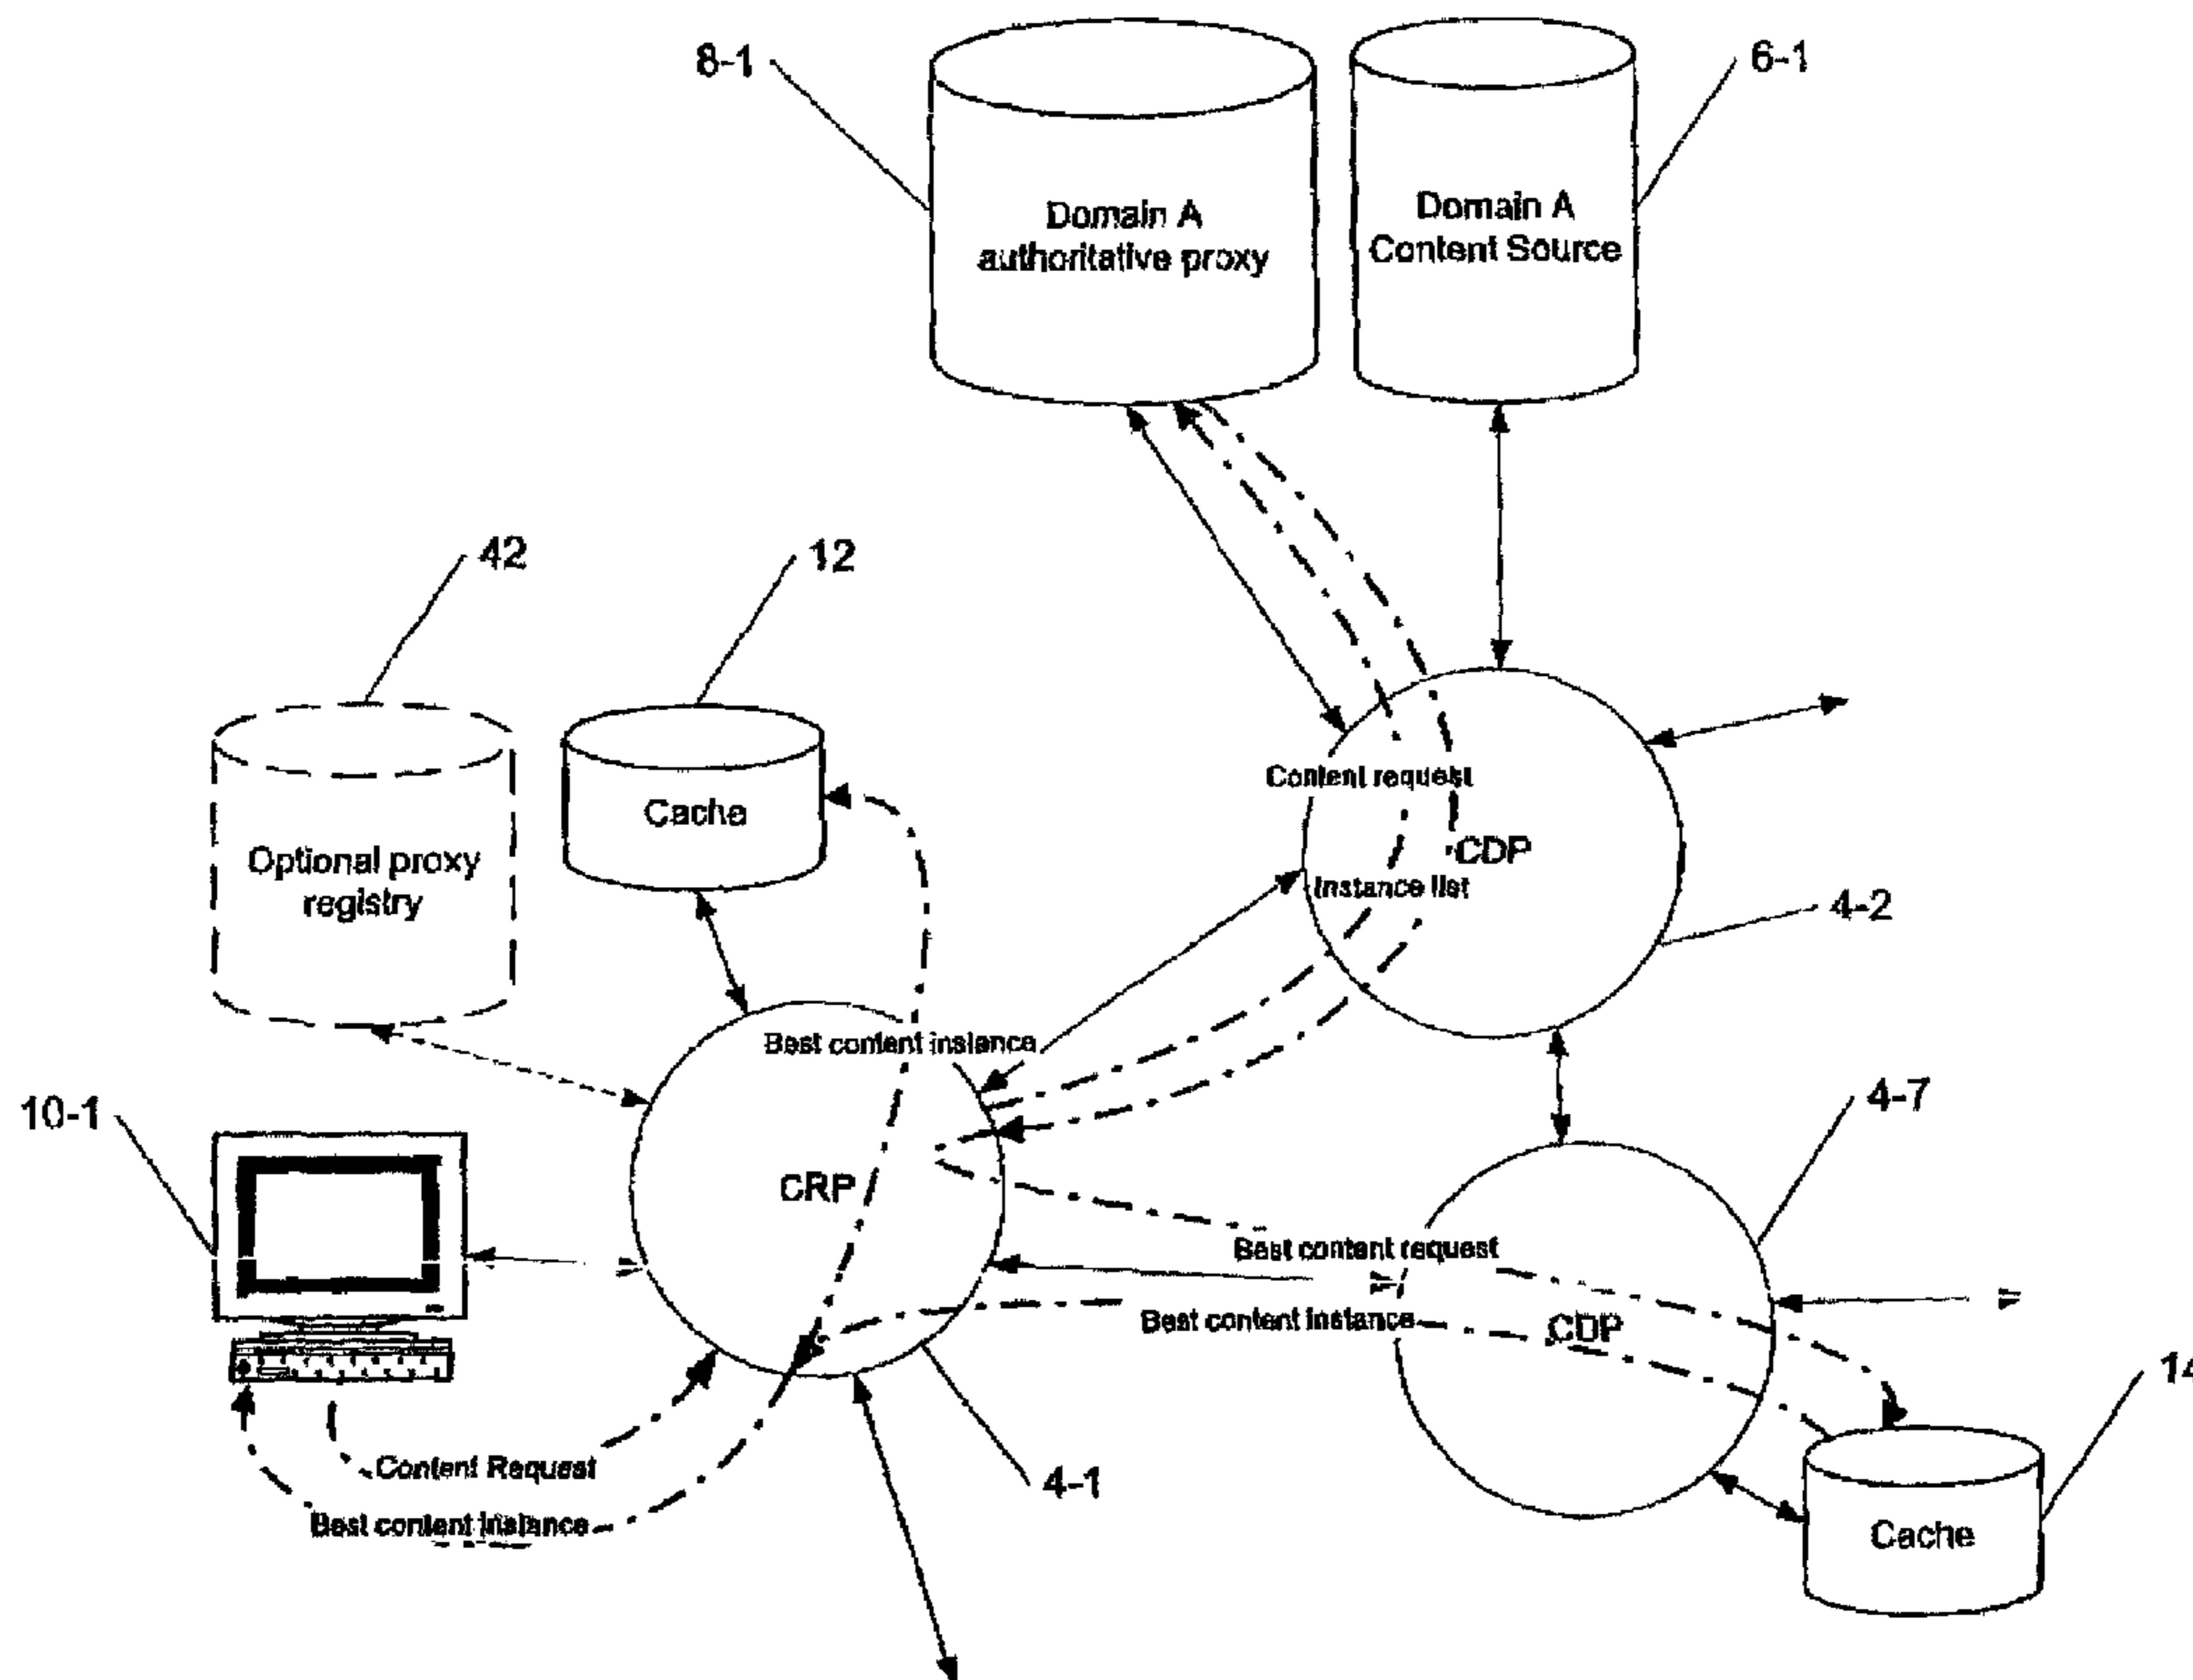 8-1
6-1
Domain A
authoritative proxy
Domain A
Content Source
42
12
Optional proxy
registry
Cache
Content request
CDP
Instance list
4-2
Best content instance
10-1
4-7
CRP
Best content request
Best content instance
CDP
14
Content Request
Best content instance
4-1
Cache